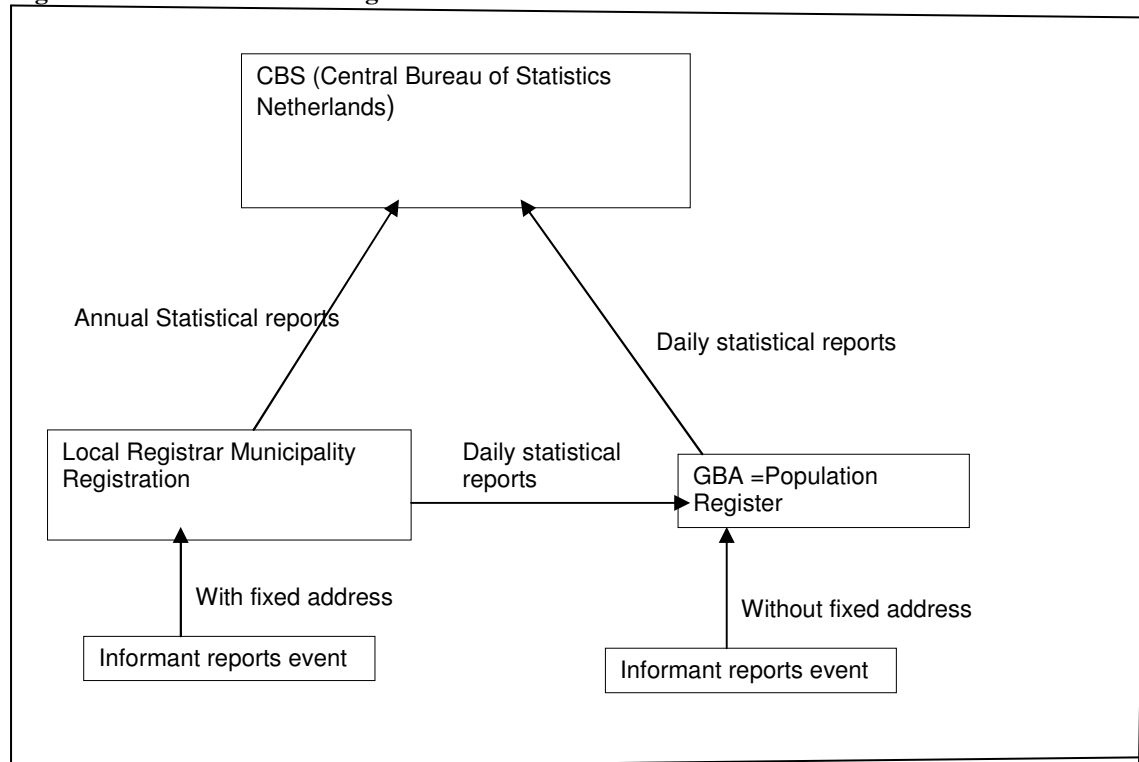 CBS (Central Bureau of Statistics
Netherlands)
Annual Statistical reports
Daily statistical reports
Local Registrar Municipality
Registration
Daily statistical
reports
GBA =Population
Register
With fixed address
Without fixed address
Informant reports event
Informant reports event